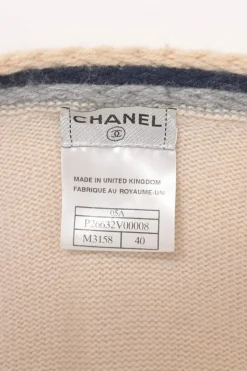 CHANEL
MADE IN UNITED KINGDOM
FABRIQUE AU ROYAUME-UNI
05A
P26632V00008
M3158 40